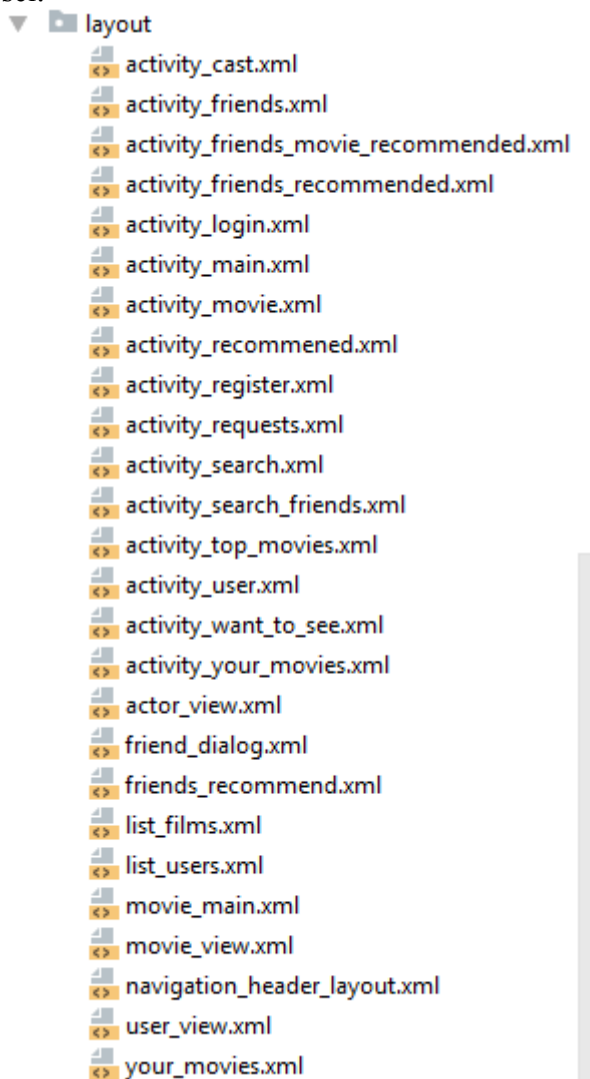 layout
activity_cast.xml
activity_friends.xml
activity_friends_movie_recommended.xml
activity_friends_recommended.xml
activity_login.xml
activity_main.xml
activity_movie.xml
activity_recommened.xml
activity_register.xml
activity_requests.xml
activity_search.xml
activity_search_friends.xml
activity_top_movies.xml
activity_user.xml
activity_want_to_see.xml
activity_your_movies.xml
actor_view.xml
friend_dialog.xml
friends_recommend.xml
list_films.xml
list_users.xml
movie_main.xml
movie_view.xml
navigation_header_layout.xml
user_view.xml
your_movies.xml